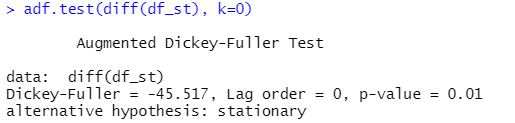 > adf.test(diff(df_st), k=0)
Augmented Dickey-Fuller Test
data:  diff(df_st)
Dickey-Fuller = -45.517, Lag order = 0, p-value = 0.01
alternative hypothesis: stationary